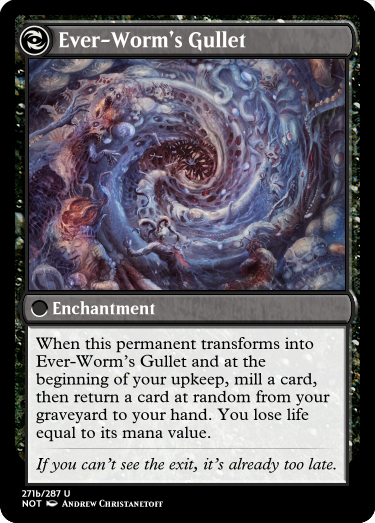 Ever-Worm's Gullet
Enchantment
When this permanent transforms into
Ever-Worm's Gullet and at the
beginning of your upkeep, mill a card,
then return a card at random from your
graveyard to your hand. You lose life
equal to its mana value.
If you can't see the exit, it's already too late.
271b/287 U
NOT Andrew Christanetoff